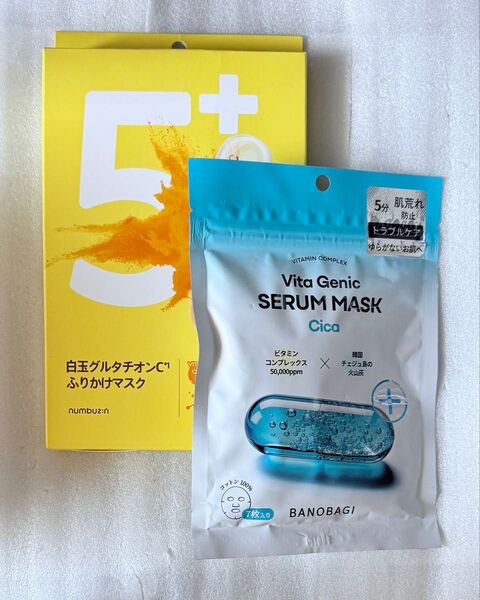 5+
白玉グルタチオンC*1
ふりかけマスク
numbuz:n
5分 肌荒れ
防止
トラブルケア
ゆらがないお肌へ
VITAMIN COMPLEX
Vita Genic
SERUM MASK
Cica
ビタミン
コンプレックス
50,000ppm
×
韓国
チェジュ島の
火山灰
コットン 100%
7枚入り
BANOBAGI